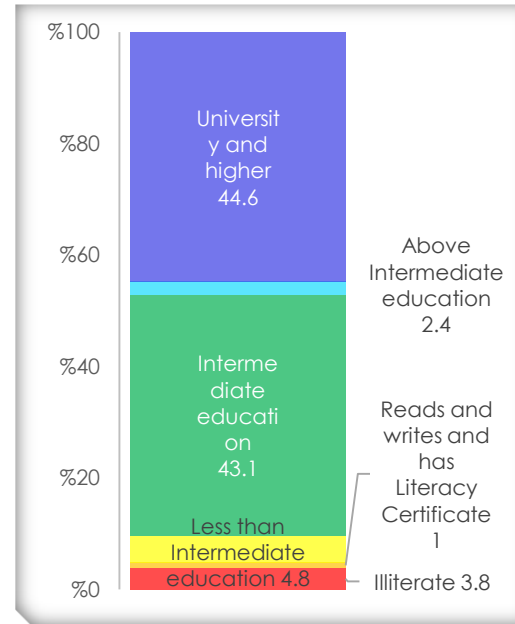 %100
%80
%60
%40
%20
%0
Universit
y and
higher
44.6
Above
Intermediate
education
2.4
Interme
diate
educati
on
43.1
Reads and
writes and
has
Literacy
Certificate
1
Less than
Intermediate
education 4.8
Illiterate 3.8